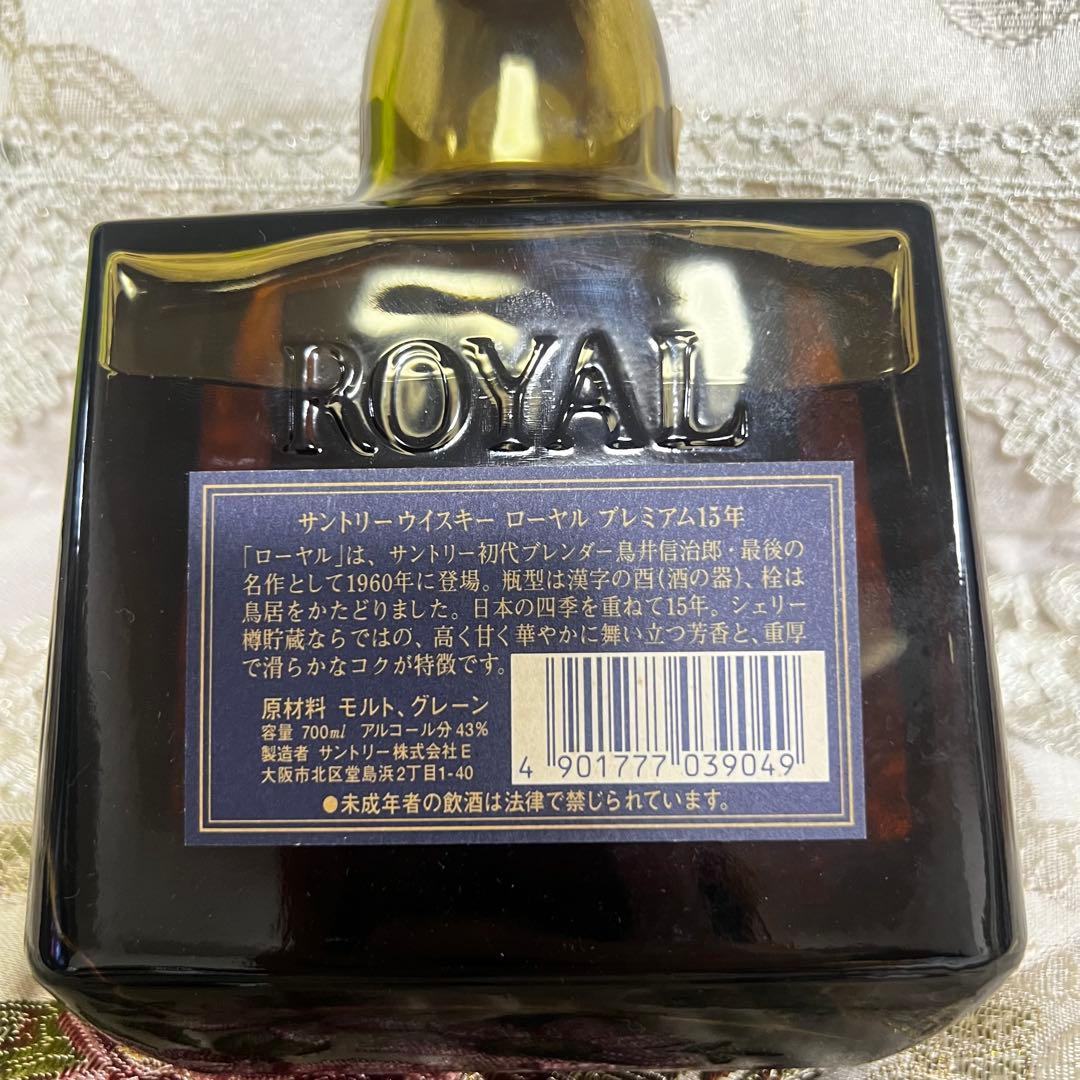 ROYAL
サントリーウイスキー ローヤル プレミアム15年
「ローヤル」は、サントリー初代ブレンダー鳥井信治郎・最後の
名作として1960年に登場。瓶型は漢字の酉(酒の器)、栓は
鳥居をかたどりました。日本の四季を重ねて15年。シェリー
樽貯蔵ならではの、高く甘く華やかに舞い立つ芳香と、重厚
で滑らかなコクが特徴です。
原材料 モルト、グレーン
容量 700ml アルコール分43%
製造者 サントリー株式会社E
大阪市北区堂島浜2丁目1-40
4 901777 039049
●未成年者の飲酒は法律で禁じられています。